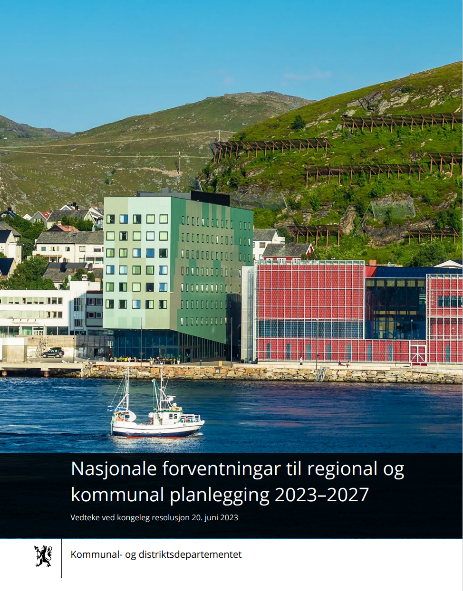 Nasjonale forventningar til regional og
kommunal planlegging 2023–2027
Vedteke ved kongeleg resolusjon 20. juni 2023
Kommunal- og distriktsdepartementet